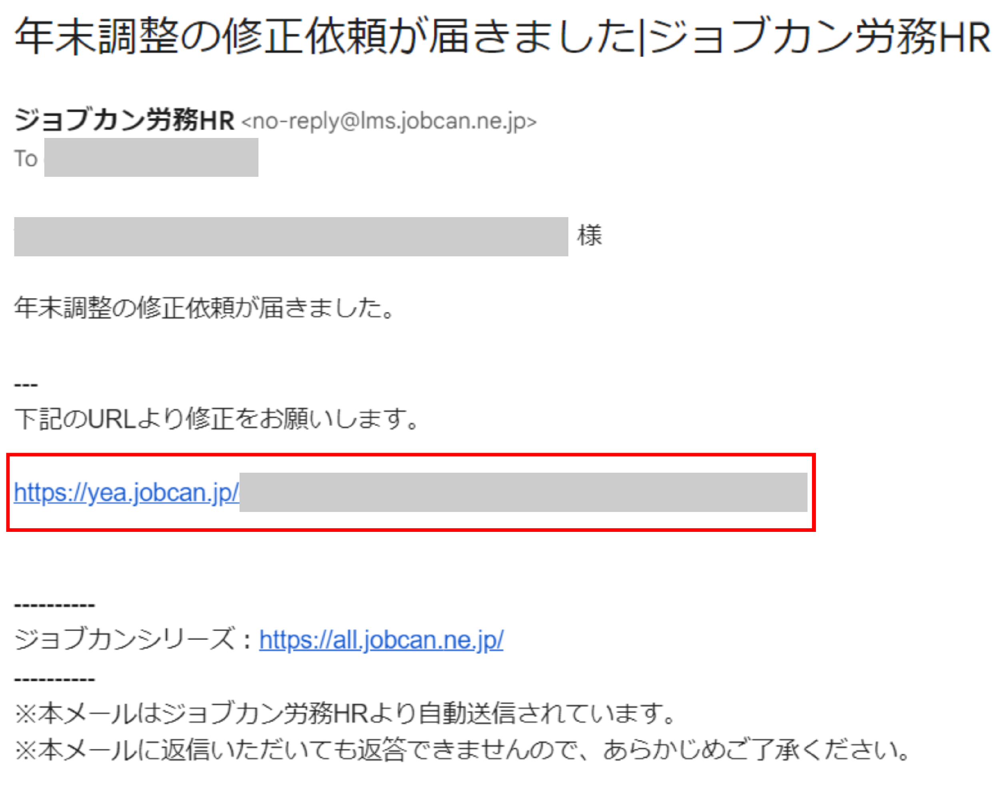 年末調整の修正依頼が届きました|ジョブカン労務HR
ジョブカン労務HR <no-reply@lms.jobcan.ne.jp>
To
様
年末調整の修正依頼が届きました。
---
下記のURLより修正をお願いします。
https://yea.jobcan.jp/
----------
ジョブカンシリーズ：https://all.jobcan.ne.jp/
----------
※本メールはジョブカン労務HRより自動送信されています。
※本メールに返信いただいても返答できませんので、あらかじめご了承ください。